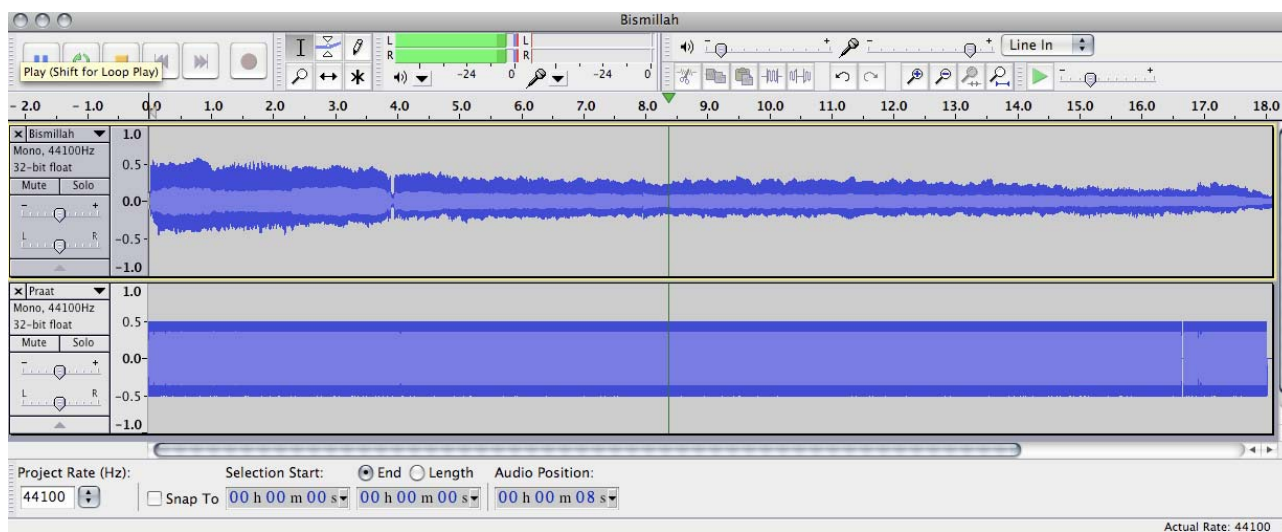 Bismillah
Play (Shift for Loop Play)
L
R
-24 0
L
R
-24 0
- + - + Line In
- +
- 2.0 - 1.0 0.0 1.0 2.0 3.0 4.0 5.0 6.0 7.0 8.0 9.0 10.0 11.0 12.0 13.0 14.0 15.0 16.0 17.0 18.0
Bismillah
Mono, 44100Hz
32-bit float
Mute Solo
- +
L R
1.0
0.5-
0.0-
-0.5-
-1.0
Praat
Mono, 44100Hz
32-bit float
Mute Solo
- +
L R
1.0
0.5-
0.0-
-0.5-
-1.0
Project Rate (Hz): Selection Start: End Length Audio Position:
44100 Snap To 00 h 00 m 00 s 00 h 00 m 00 s 00 h 00 m 08 s
Actual Rate: 44100